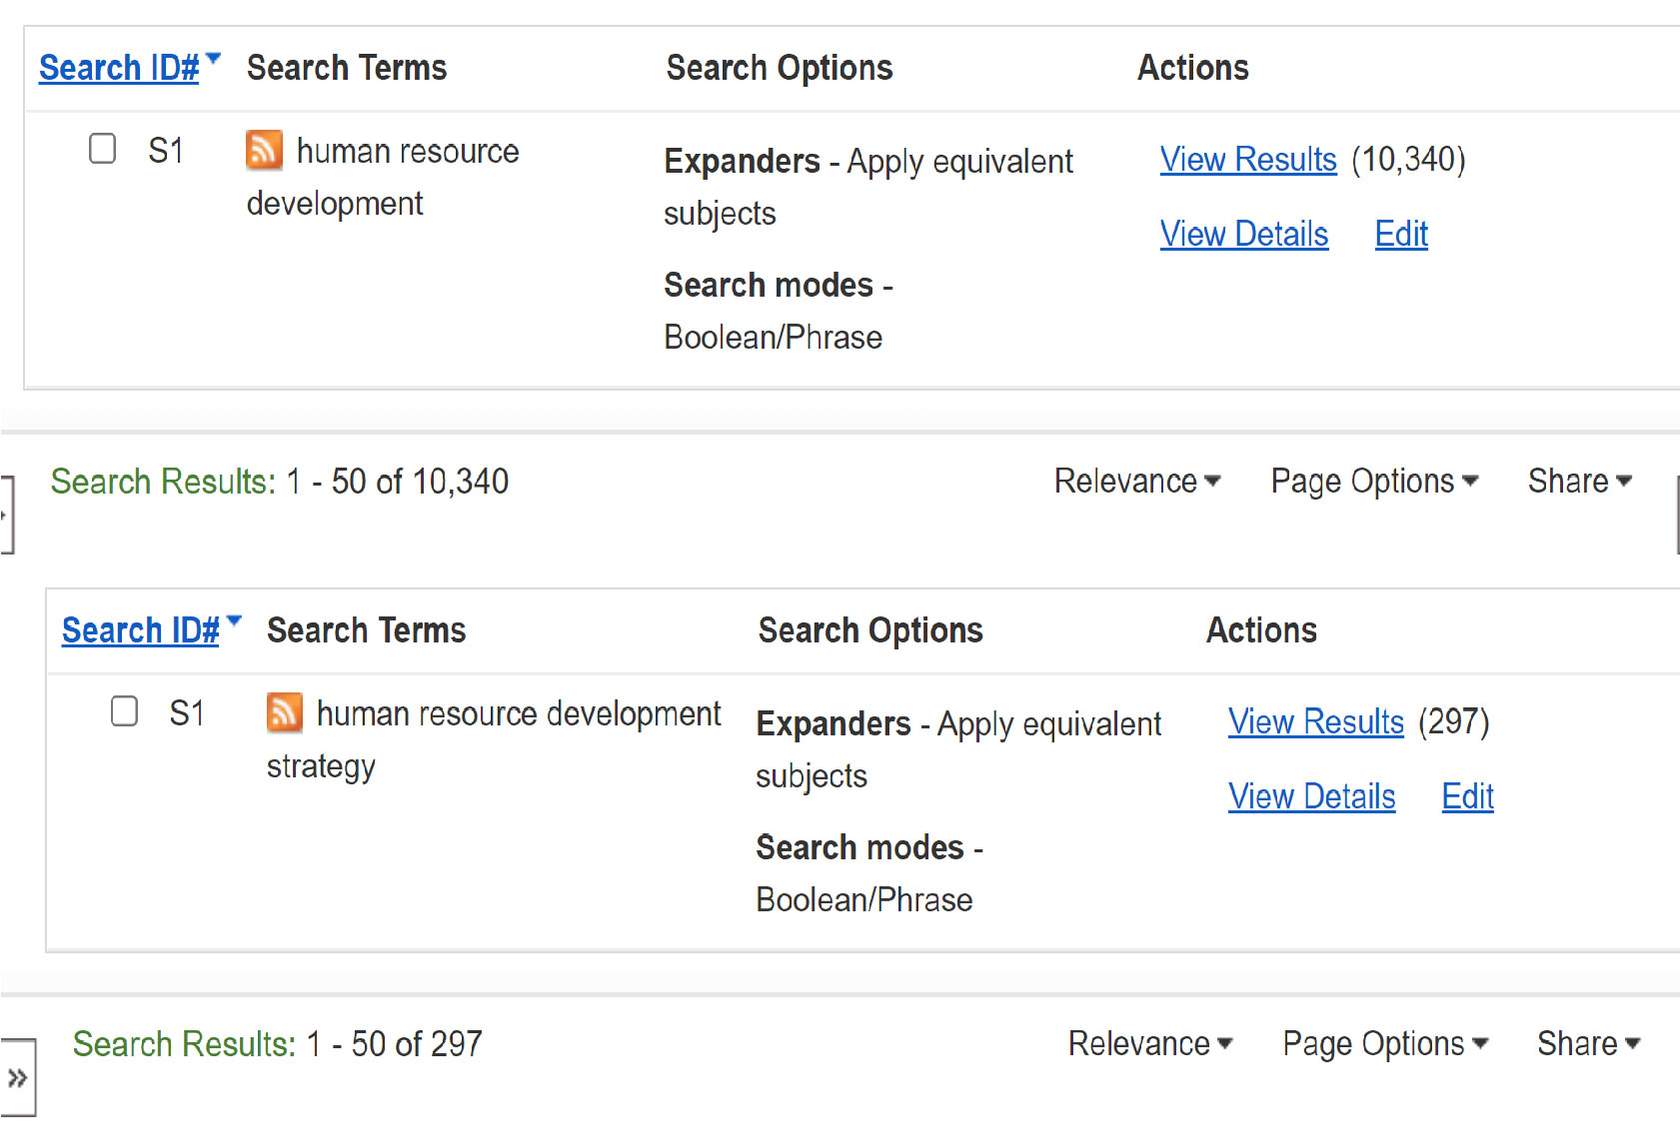 Search ID# Search Terms Search Options Actions
S1 human resource Expanders - Apply equivalent View Results (10,340)
development subjects View Details Edit
Search modes -
Boolean/Phrase
Search Results: 1 - 50 of 10,340 Relevance Page Options Share
Search ID# Search Terms Search Options Actions
S1 human resource development Expanders - Apply equivalent View Results (297)
strategy subjects View Details Edit
Search modes -
Boolean/Phrase
Search Results: 1 - 50 of 297 Relevance Page Options Share
»